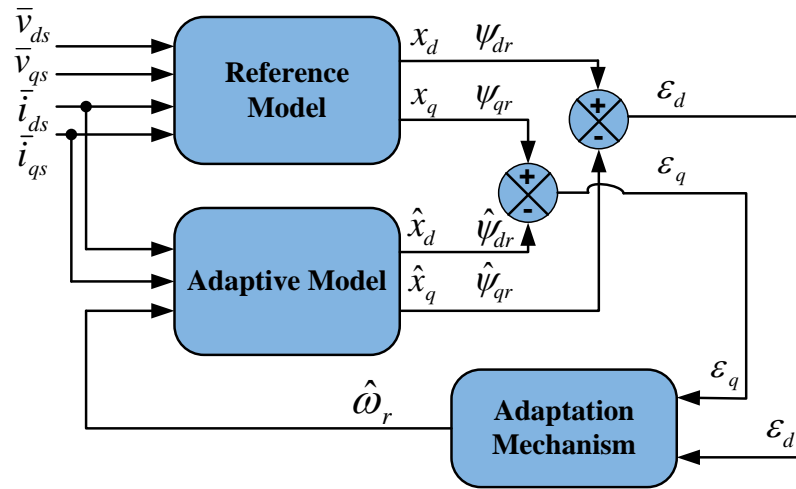 v̄ds
v̄qs
īds
īqs
Reference
Model
xd ψdr
xq ψqr
+
-
εd
+
-
εq
Adaptive Model
x̂d ψ̂dr
x̂q ψ̂qr
ω̂r
Adaptation
Mechanism
εq
εd